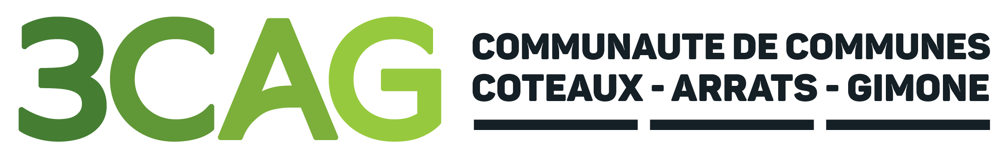 3CAG
COMMUNAUTE DE COMMUNES
COTEAUX - ARRATS - GIMONE